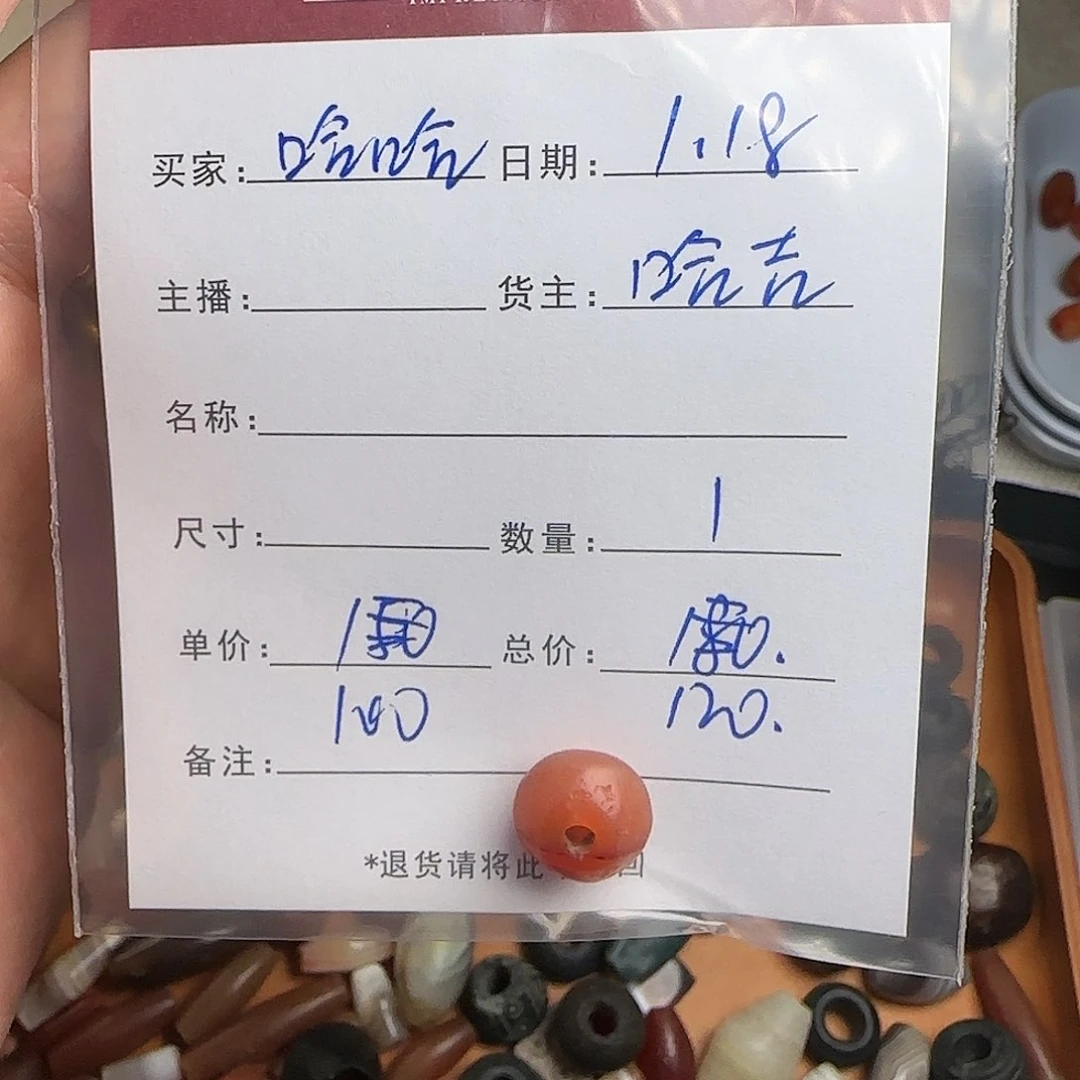 买家：哈哈 日期：1.18
主播： 货主：哈吉
名称：
尺寸： 数量：1
单价： 总价：
100 120.
备注：
*退货请将此 回